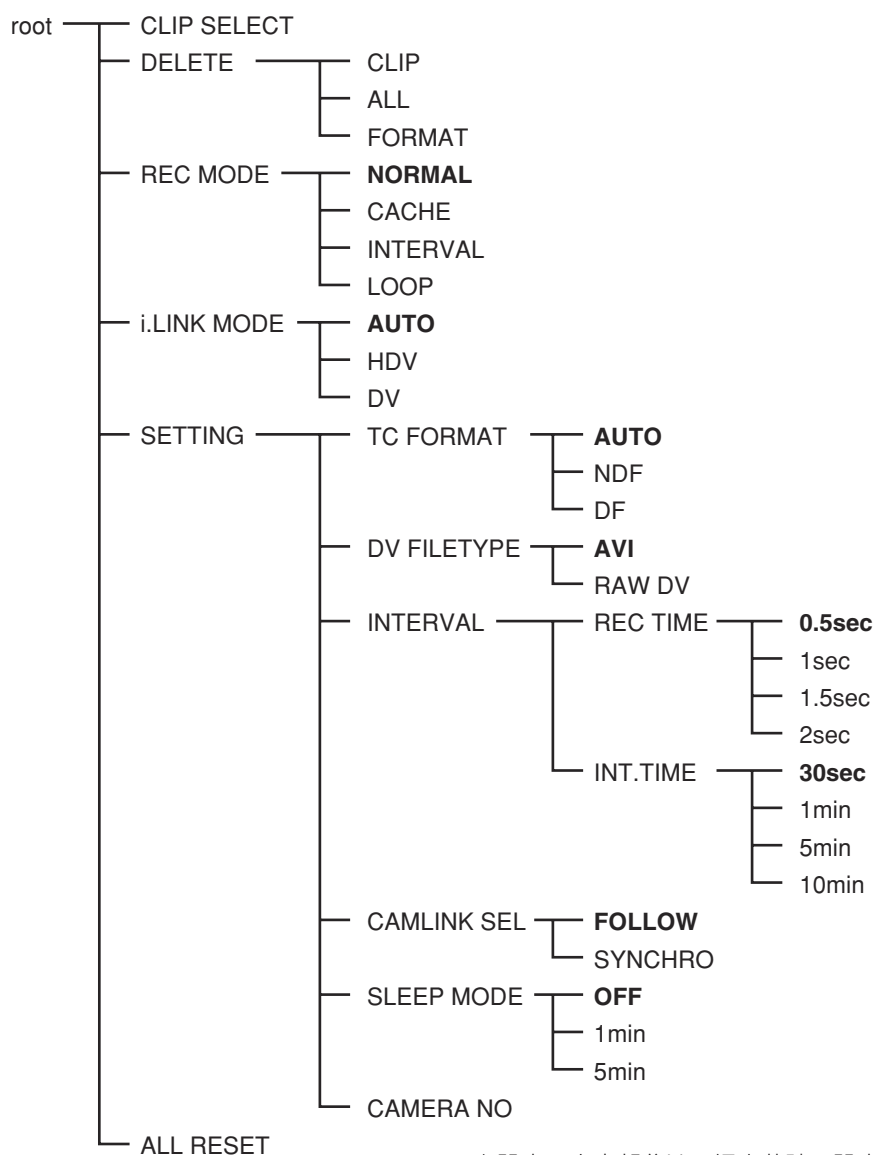 root
CLIP SELECT
DELETE
CLIP
ALL
FORMAT
REC MODE
NORMAL
CACHE
INTERVAL
LOOP
i.LINK MODE
AUTO
HDV
DV
SETTING
TC FORMAT
AUTO
NDF
DF
DV FILETYPE
AVI
RAW DV
INTERVAL
REC TIME
0.5sec
1sec
1.5sec
2sec
INT.TIME
30sec
1min
5min
10min
CAMLINK SEL
FOLLOW
SYNCHRO
SLEEP MODE
OFF
1min
5min
CAMERA NO
ALL RESET